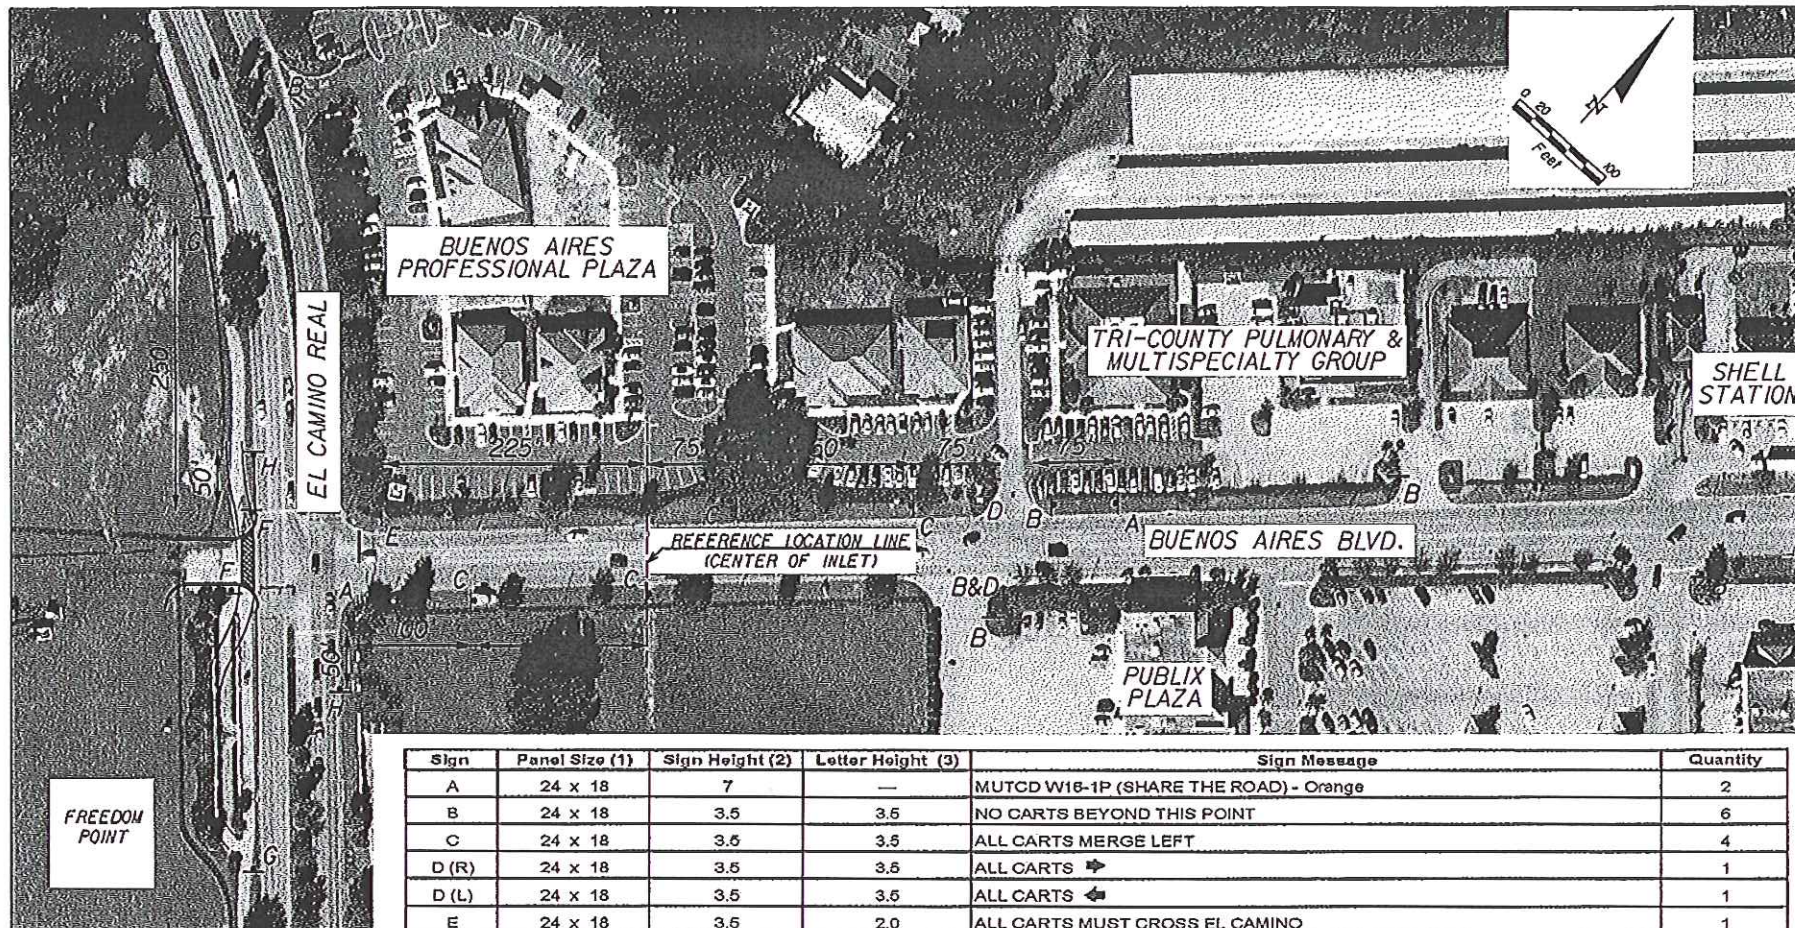 B
0 20 100
Feet
N
BUENOS AIRES
PROFESSIONAL PLAZA
G
250'
EL CAMINO REAL
TRI-COUNTY PULMONARY &
MULTISPECIALTY GROUP
SHELL
STATION
225'
75'
75'
75'
50'
H
A
F
E
C
C
D
B
A
B
REFERENCE LOCATION LINE
(CENTER OF INLET)
BUENOS AIRES BLVD.
F
A
C
C
B&D
B
100'
50'
H
PUBLIX
PLAZA
FREEDOM
POINT
G
Sign Panel Size (1) Sign Height (2) Letter Height (3) Sign Message Quantity
A 24 x 18 7 — MUTCD W16-1P (SHARE THE ROAD) - Orange 2
B 24 x 18 3.5 3.5 NO CARTS BEYOND THIS POINT 6
C 24 x 18 3.5 3.5 ALL CARTS MERGE LEFT 4
D (R) 24 x 18 3.5 3.5 ALL CARTS ➡ 1
D (L) 24 x 18 3.5 3.5 ALL CARTS ⬅ 1
E 24 x 18 3.5 2.0 ALL CARTS MUST CROSS EL CAMINO 1